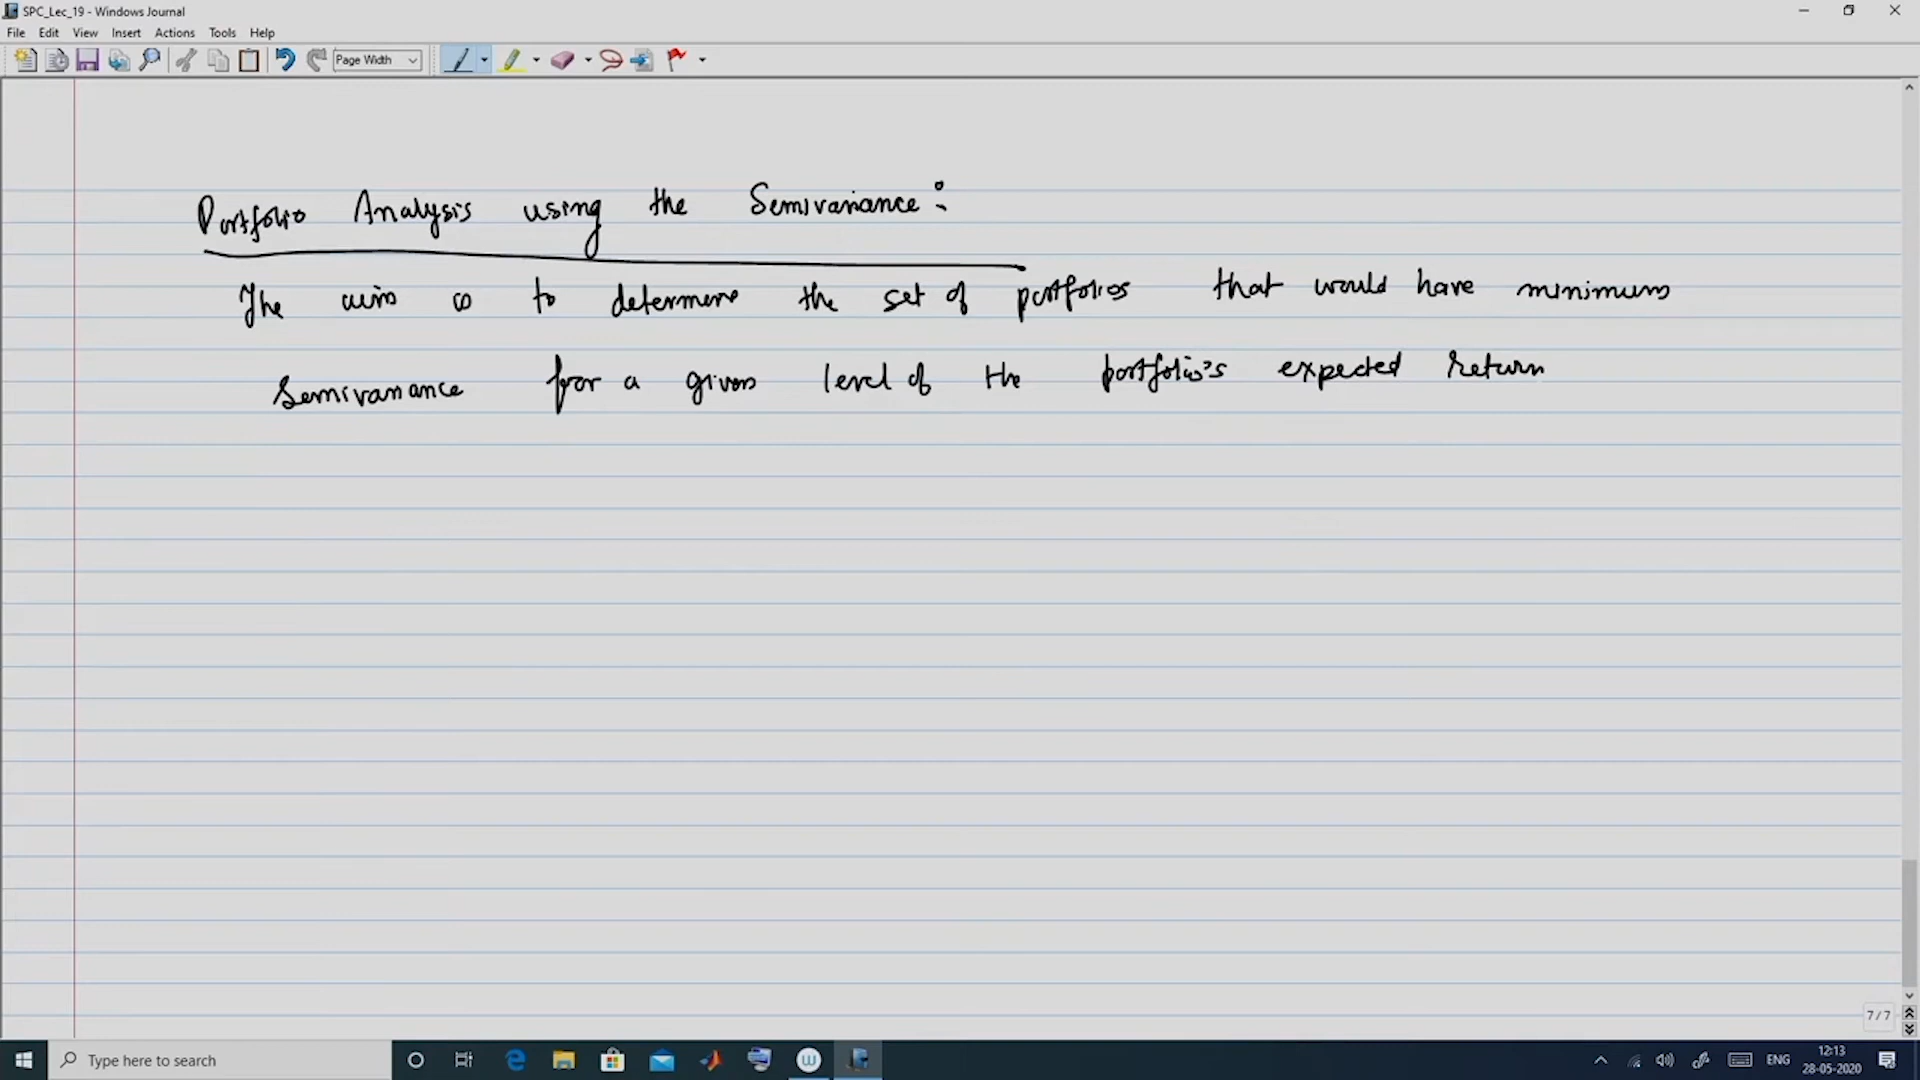 SPC_Lec_19 - Windows Journal
File Edit View Insert Actions Tools Help
Page Width
Portfolio Analysis using the Semivariance:-
The aim is to determine the set of portfolios that would have minimum
semivariance for a given level of the portfolio's expected return
7/7
Type here to search
ENG
12:13
28-05-2020